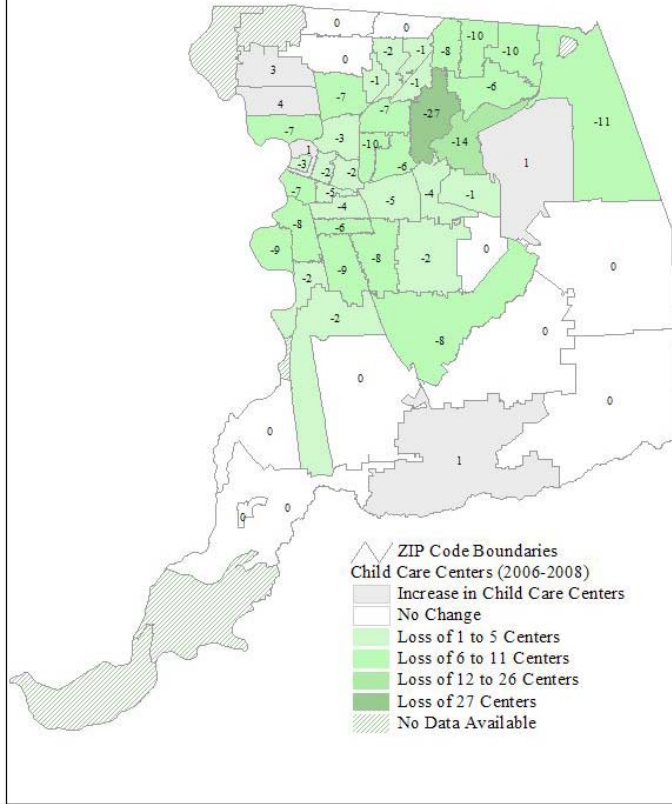 0 0
-2 -1 -8 -10 -10
3 0
-1 -1 -6
4 -7 -7 -27 -11
-7 -3 -10 -14
1
-3 -2 -2 -6 1
-7 -5 -4 -5 -4 -1
-8 -6
-9 -9 -8 -2 0 0
-2
-2 -8 0
0 0
0 1
0 0
ZIP Code Boundaries
Child Care Centers (2006-2008)
Increase in Child Care Centers
No Change
Loss of 1 to 5 Centers
Loss of 6 to 11 Centers
Loss of 12 to 26 Centers
Loss of 27 Centers
No Data Available